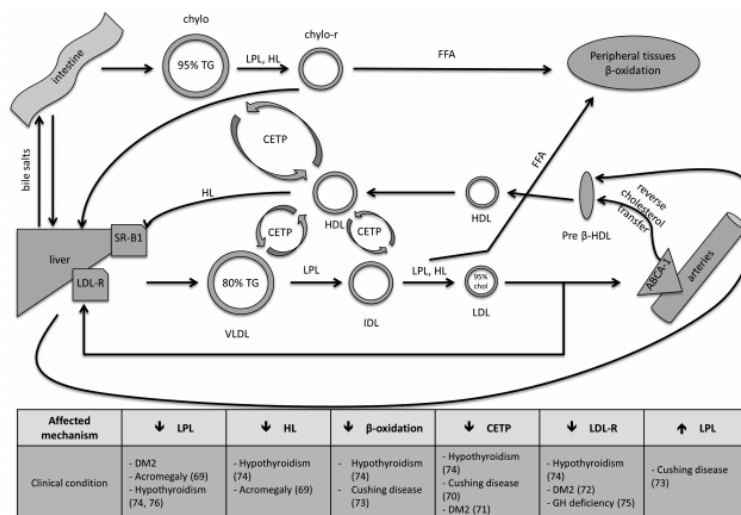 chylo
chylo-r
intestine
95% TG
LPL, HL
FFA
Peripheral tissues
β-oxidation
bile salts
CETP
FFA
HL
HDL
HDL
Pre β-HDL
reverse
cholesterol
transfer
SR-B1
liver
LDL-R
CETP
CETP
ABCA-1
arteries
80% TG
LPL
LPL, HL
95%
chol
VLDL
IDL
LDL
Affected
mechanism
🡻 LPL
🡻 HL
🡻 β-oxidation
🡻 CETP
🡻 LDL-R
🡹 LPL
Clinical condition
- DM2
- Acromegaly (69)
- Hypothyroidism
(74, 76)
- Hypothyroidism
(74)
- Acromegaly (69)
- Hypothyroidism
(74)
- Cushing disease
(73)
- Hypothyroidism
(74)
- Cushing disease
(70)
- DM2 (71)
- Hypothyroidism
(74)
- DM2 (72)
- GH deficiency (75)
- Cushing disease
(73)